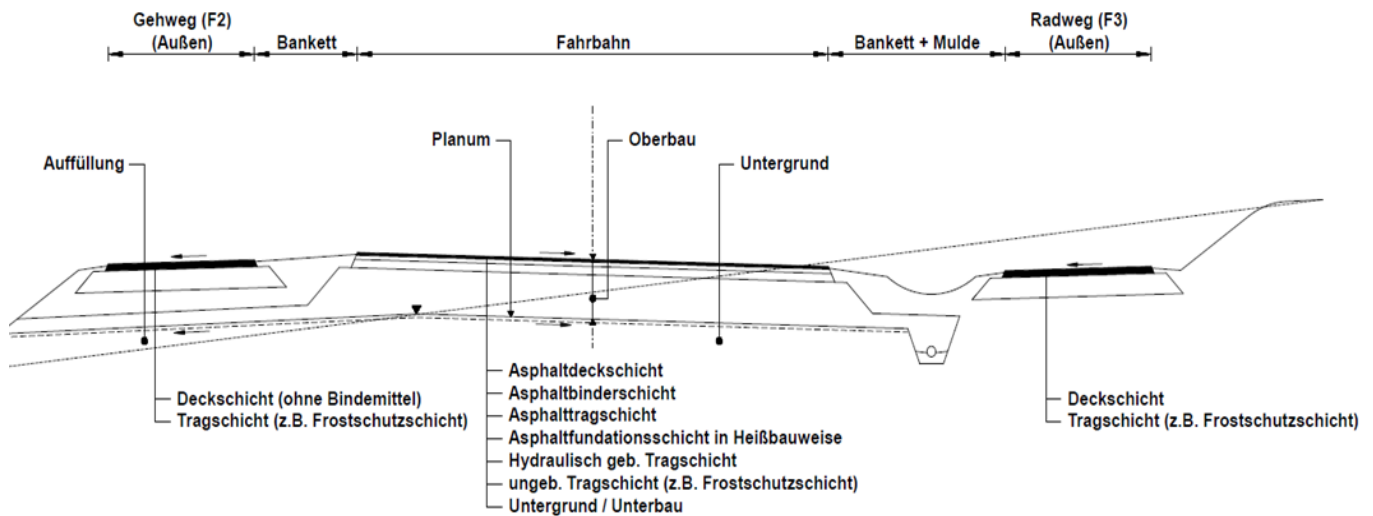 Gehweg (F2)
(Außen)
Bankett
Fahrbahn
Bankett + Mulde
Radweg (F3)
(Außen)
Auffüllung
Planum
Oberbau
Untergrund
Deckschicht (ohne Bindemittel)
Tragschicht (z.B. Frostschutzschicht)
Asphaltdeckschicht
Asphaltbinderschicht
Asphalttragschicht
Asphaltfundationsschicht in Heißbauweise
Hydraulisch geb. Tragschicht
ungeb. Tragschicht (z.B. Frostschutzschicht)
Untergrund / Unterbau
Deckschicht
Tragschicht (z.B. Frostschutzschicht)